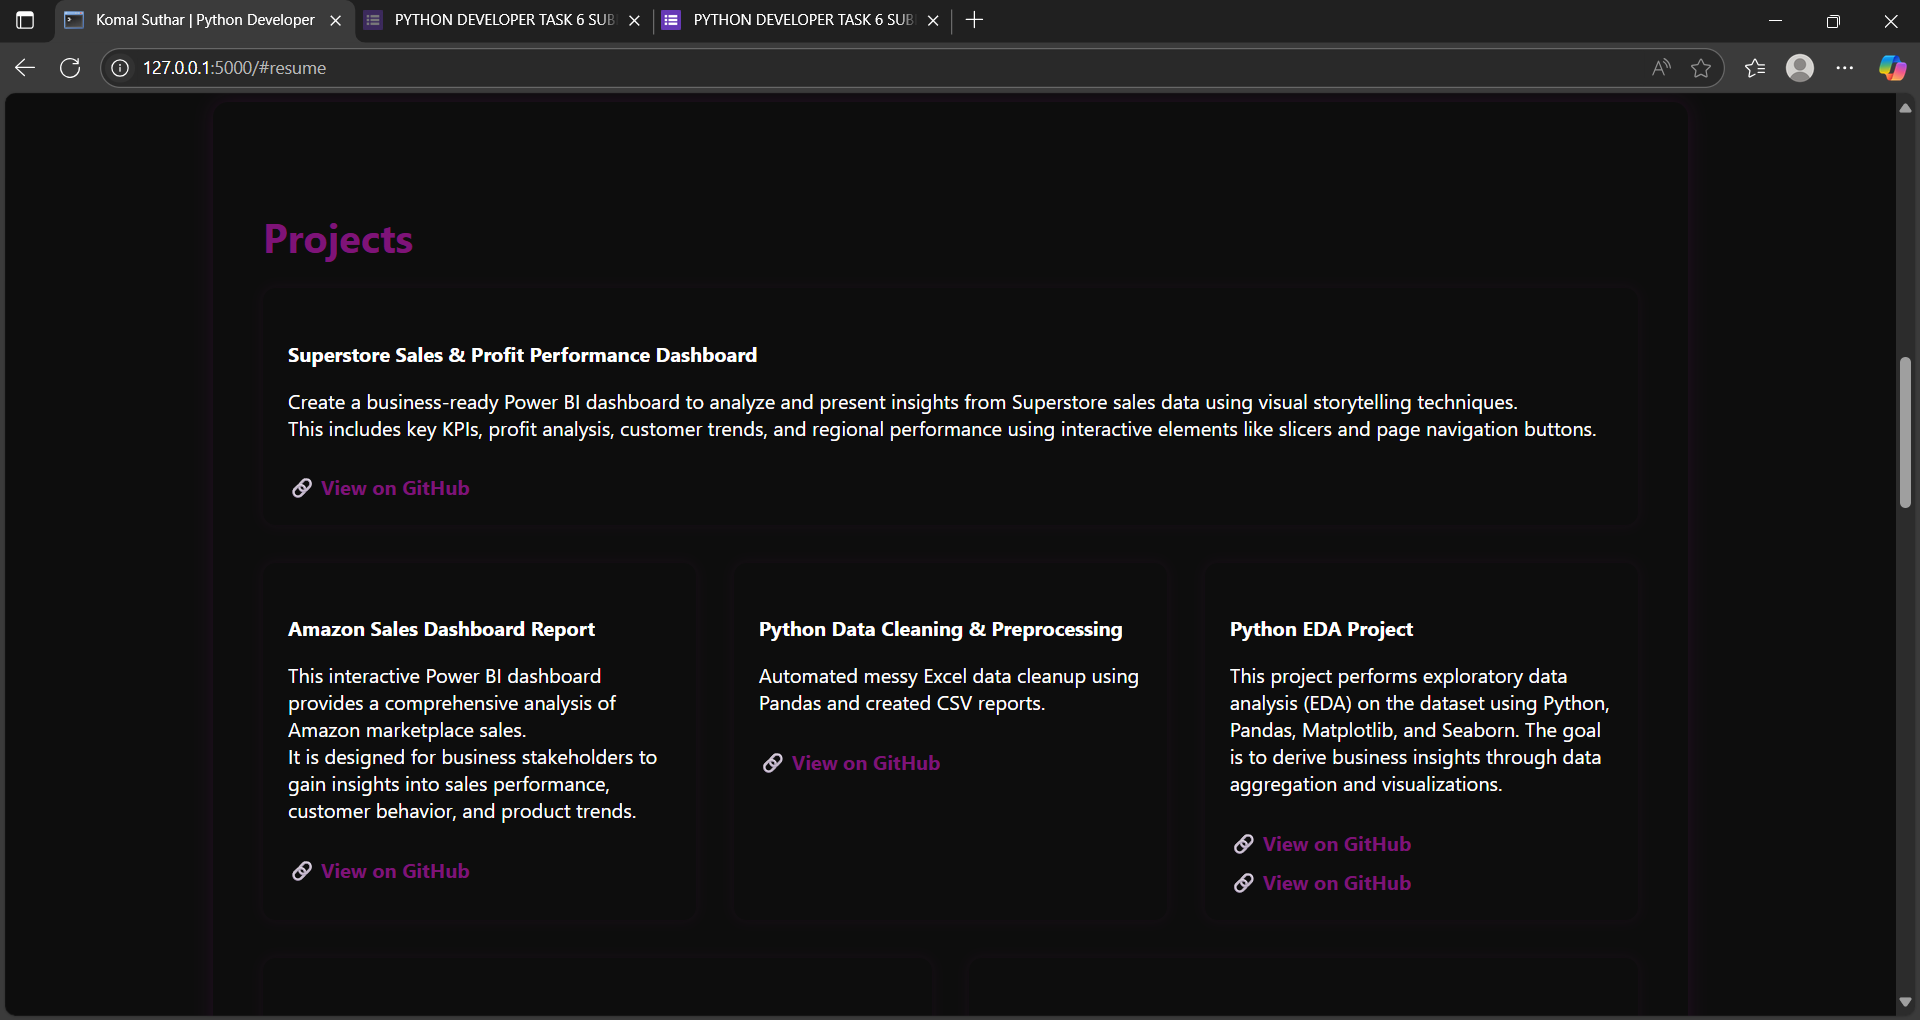 Komal Suthar | Python Developer
PYTHON DEVELOPER TASK 6 SUB
PYTHON DEVELOPER TASK 6 SUB
127.0.0.1:5000/#resume
Projects
Superstore Sales & Profit Performance Dashboard
Create a business-ready Power BI dashboard to analyze and present insights from Superstore sales data using visual storytelling techniques.
This includes key KPIs, profit analysis, customer trends, and regional performance using interactive elements like slicers and page navigation buttons.
View on GitHub
Amazon Sales Dashboard Report
This interactive Power BI dashboard
provides a comprehensive analysis of
Amazon marketplace sales.
It is designed for business stakeholders to
gain insights into sales performance,
customer behavior, and product trends.
View on GitHub
Python Data Cleaning & Preprocessing
Automated messy Excel data cleanup using
Pandas and created CSV reports.
View on GitHub
Python EDA Project
This project performs exploratory data
analysis (EDA) on the dataset using Python,
Pandas, Matplotlib, and Seaborn. The goal
is to derive business insights through data
aggregation and visualizations.
View on GitHub
View on GitHub